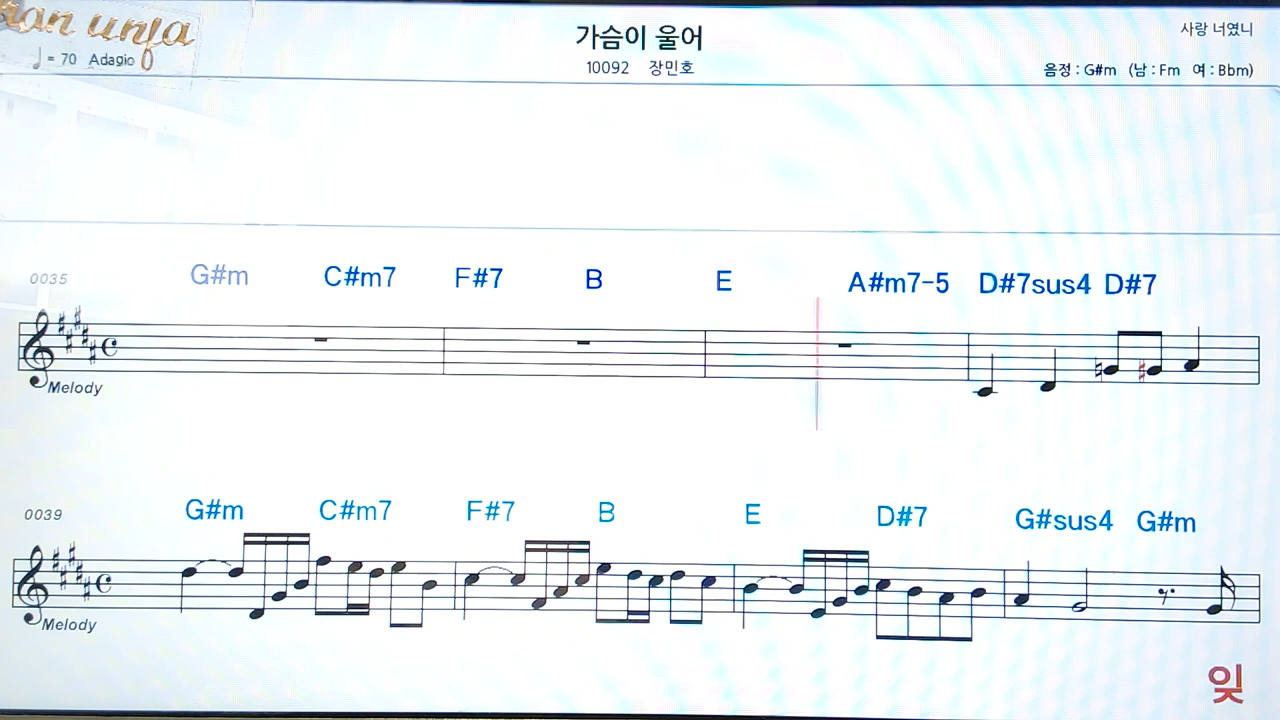 ♩= 70 Adagio
가슴이 울어
10092 장민호
사랑 너였니
음정 : G#m (남 : Fm 여 : Bbm)
0035 G#m C#m7 F#7 B E A#m7-5 D#7sus4 D#7
Melody
0039 G#m C#m7 F#7 B E D#7 G#sus4 G#m
Melody
잊